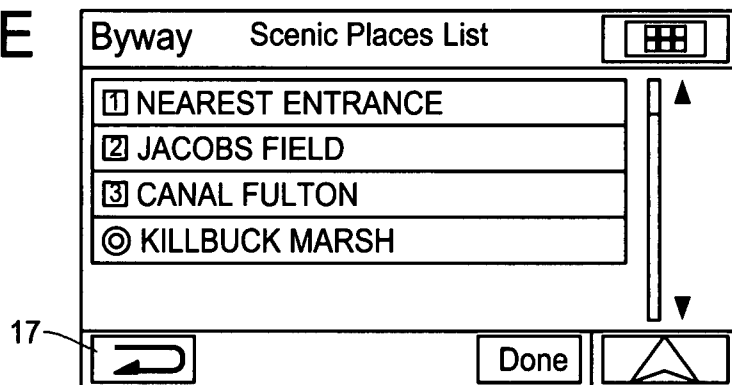 E
Byway Scenic Places List
1 NEAREST ENTRANCE
2 JACOBS FIELD
3 CANAL FULTON
◎ KILLBUCK MARSH
17
Done